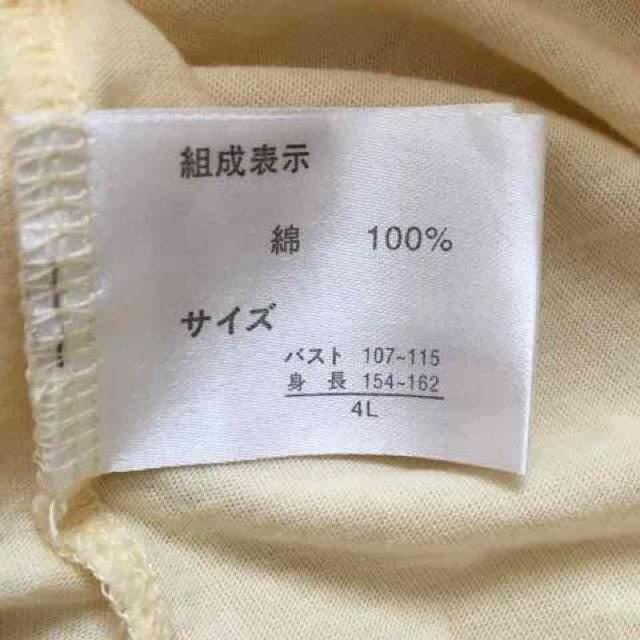 組成表示
綿 100%
サイズ
バスト 107~115
身長 154~162
4L